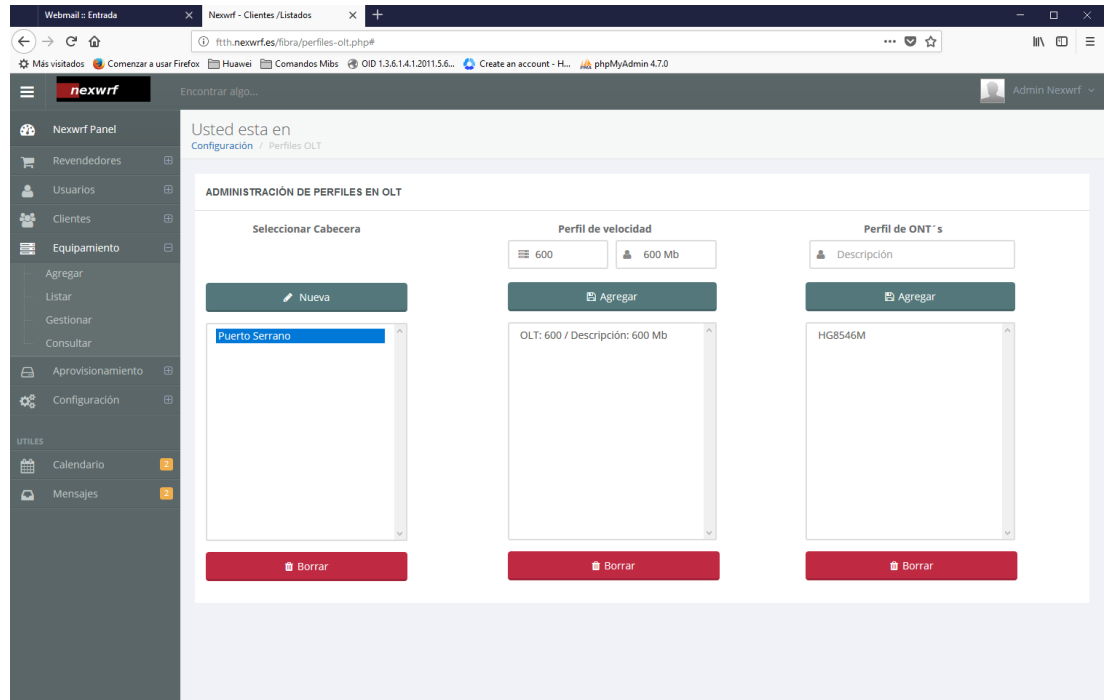 Webmail :: Entrada
Nexwrf - Clientes /Listados
ftth.nexwrf.es/fibra/perfiles-olt.php#
Más visitados
Comenzar a usar Firefox
Huawei
Comandos Mibs
OID 1.3.6.1.4.1.2011.5.6...
Create an account - H...
phpMyAdmin 4.7.0
nexwrf
Encontrar algo...
Admin Nexwrf
Nexwrf Panel
Revendedores
Usuarios
Clientes
Equipamiento
Agregar
Listar
Gestionar
Consultar
Aprovisionamiento
Configuración
UTILES
Calendario 2
Mensajes 2
Usted esta en
Configuración / Perfiles OLT
ADMINISTRACIÓN DE PERFILES EN OLT
Seleccionar Cabecera
Nueva
Puerto Serrano
Borrar
Perfil de velocidad
600
600 Mb
Agregar
OLT: 600 / Descripción: 600 Mb
Borrar
Perfil de ONT´s
Descripción
Agregar
HG8546M
Borrar